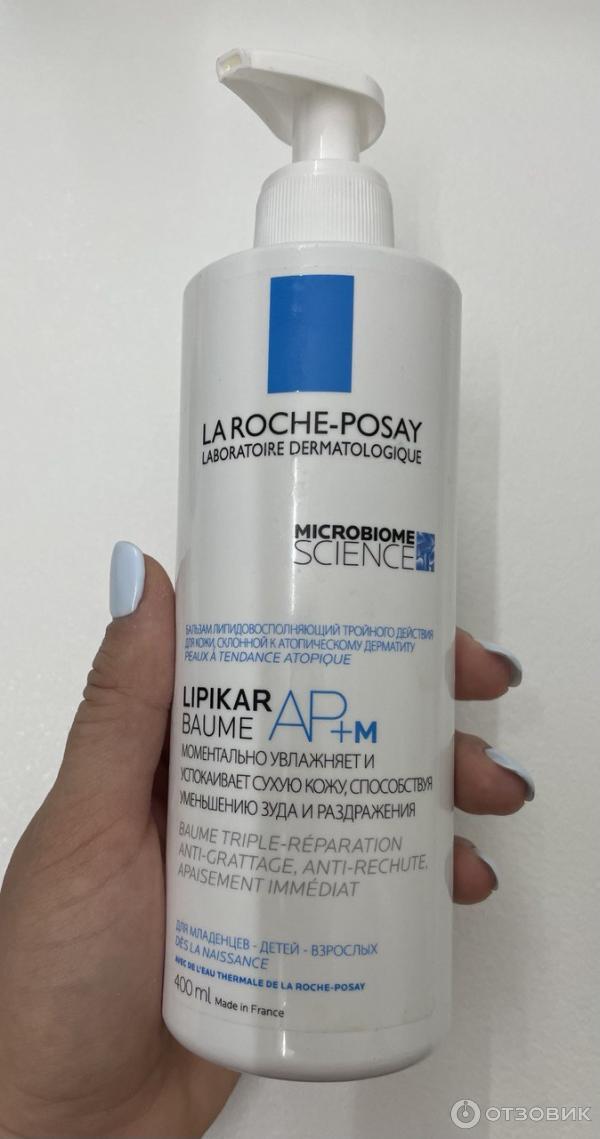 LA ROCHE-POSAY
LABORATOIRE DERMATOLOGIQUE
MICROBIOME
SCIENCE
БАЛЬЗАМ ЛИПИДОВОСПОЛНЯЮЩИЙ ТРОЙНОГО ДЕЙСТВИЯ
ДЛЯ КОЖИ, СКЛОННОЙ К АТОПИЧЕСКОМУ ДЕРМАТИТУ
PEAUX À TENDANCE ATOPIQUE
LIPIKAR
BAUME AP+M
МОМЕНТАЛЬНО УВЛАЖНЯЕТ И
УСПОКАИВАЕТ СУХУЮ КОЖУ, СПОСОБСТВУЯ
УМЕНЬШЕНИЮ ЗУДА И РАЗДРАЖЕНИЯ
BAUME TRIPLE-RÉPARATION
ANTI-GRATTAGE, ANTI-RECHUTE,
APAISEMENT IMMÉDIAT
ДЛЯ МЛАДЕНЦЕВ - ДЕТЕЙ - ВЗРОСЛЫХ
DÈS LA NAISSANCE
AVEC DE L'EAU THERMALE DE LA ROCHE-POSAY
400 ml Made in France
ОТЗОВИК